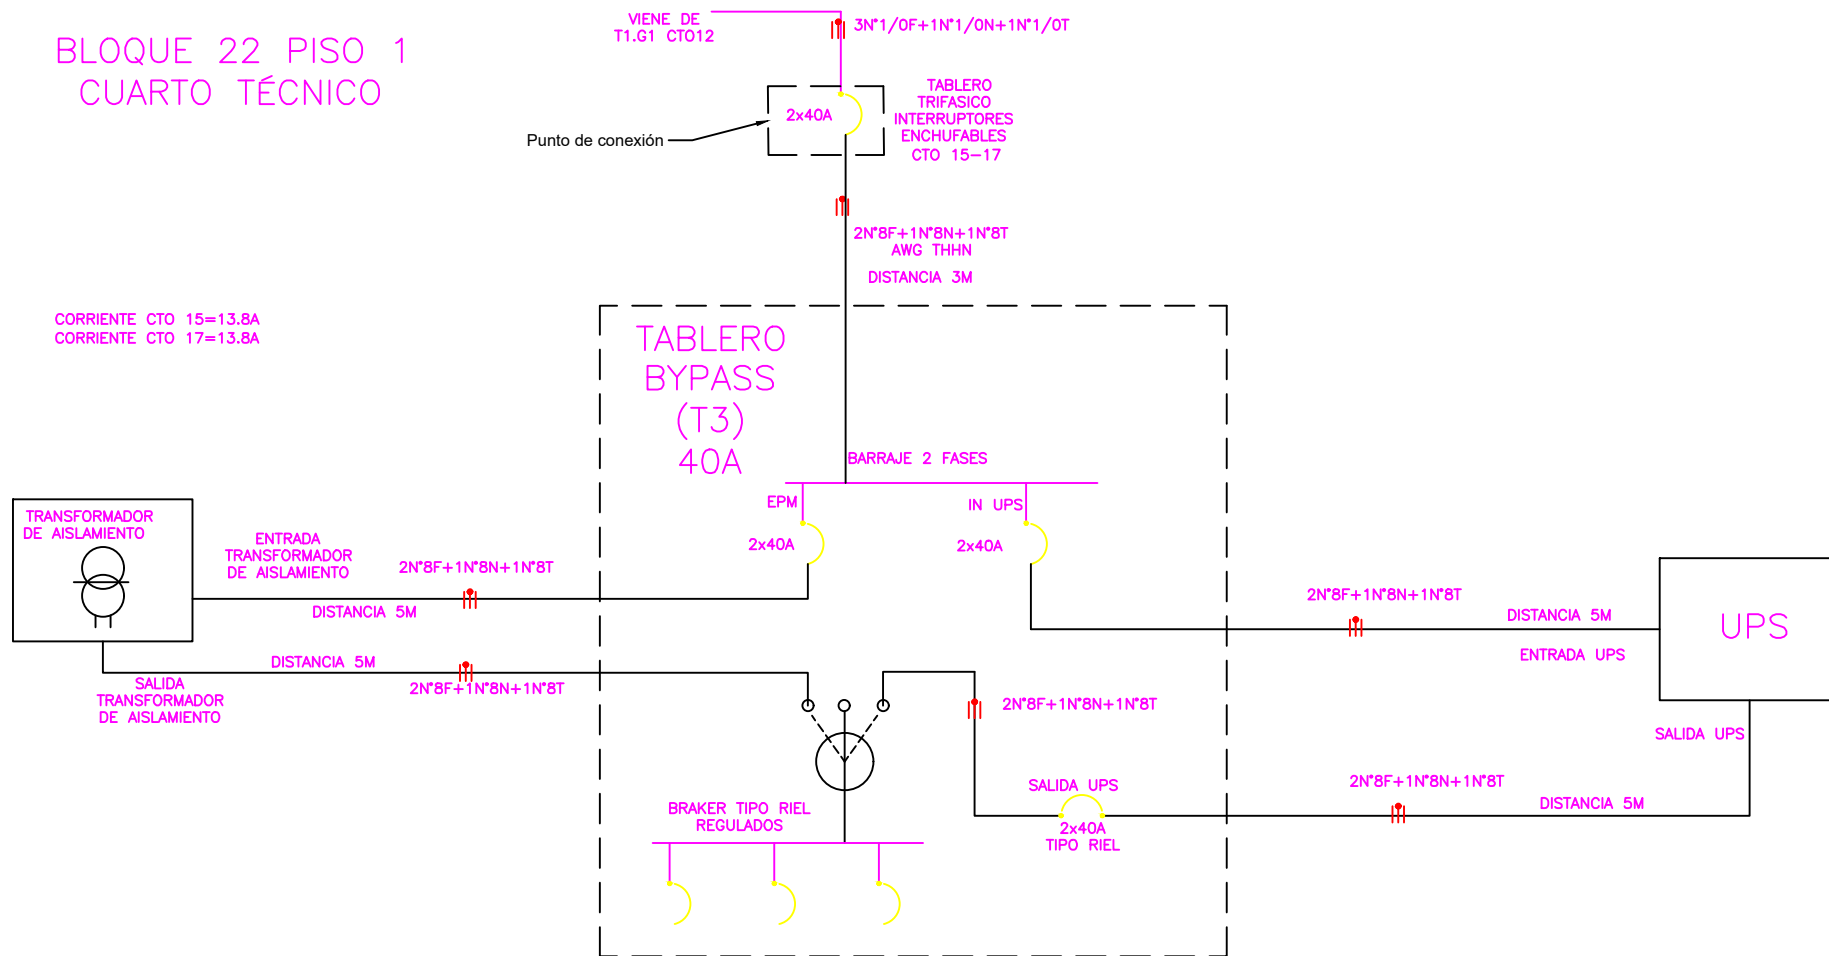 BLOQUE 22 PISO 1
CUARTO TÉCNICO
VIENE DE
T1.G1 CTO12
3N°1/0F+1N°1/0N+1N°1/0T
TABLERO
TRIFASICO
INTERRUPTORES
ENCHUFABLES
CTO 15-17
2x40A
Punto de conexión
2N°8F+1N°8N+1N°8T
AWG THHN
DISTANCIA 3M
CORRIENTE CTO 15=13.8A
CORRIENTE CTO 17=13.8A
TABLERO
BYPASS
(T3)
40A
BARRAJE 2 FASES
EPM
IN UPS
2x40A
2x40A
TRANSFORMADOR
DE AISLAMIENTO
ENTRADA
TRANSFORMADOR
DE AISLAMIENTO
2N°8F+1N°8N+1N°8T
DISTANCIA 5M
2N°8F+1N°8N+1N°8T
DISTANCIA 5M
ENTRADA UPS
UPS
DISTANCIA 5M
SALIDA
TRANSFORMADOR
DE AISLAMIENTO
2N°8F+1N°8N+1N°8T
2N°8F+1N°8N+1N°8T
SALIDA UPS
SALIDA UPS
2x40A
TIPO RIEL
2N°8F+1N°8N+1N°8T
DISTANCIA 5M
BRAKER TIPO RIEL
REGULADOS